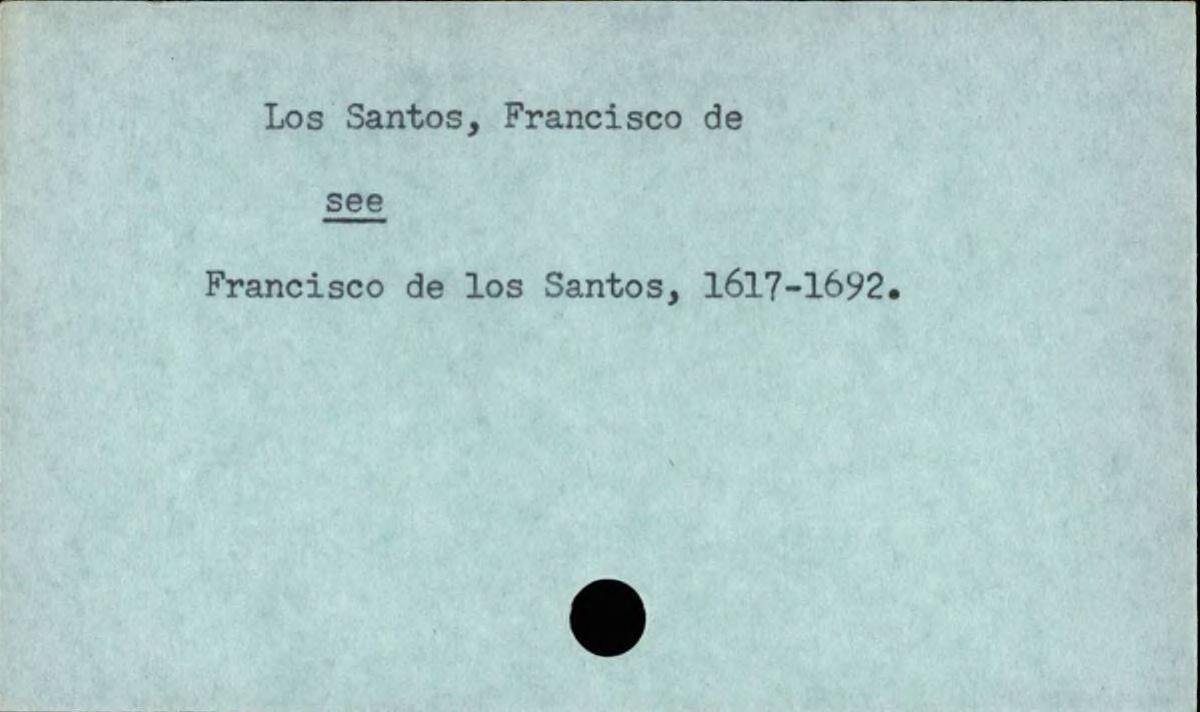 Los Santos, Francisco de
see
Francisco de los Santos, 1617-1692.